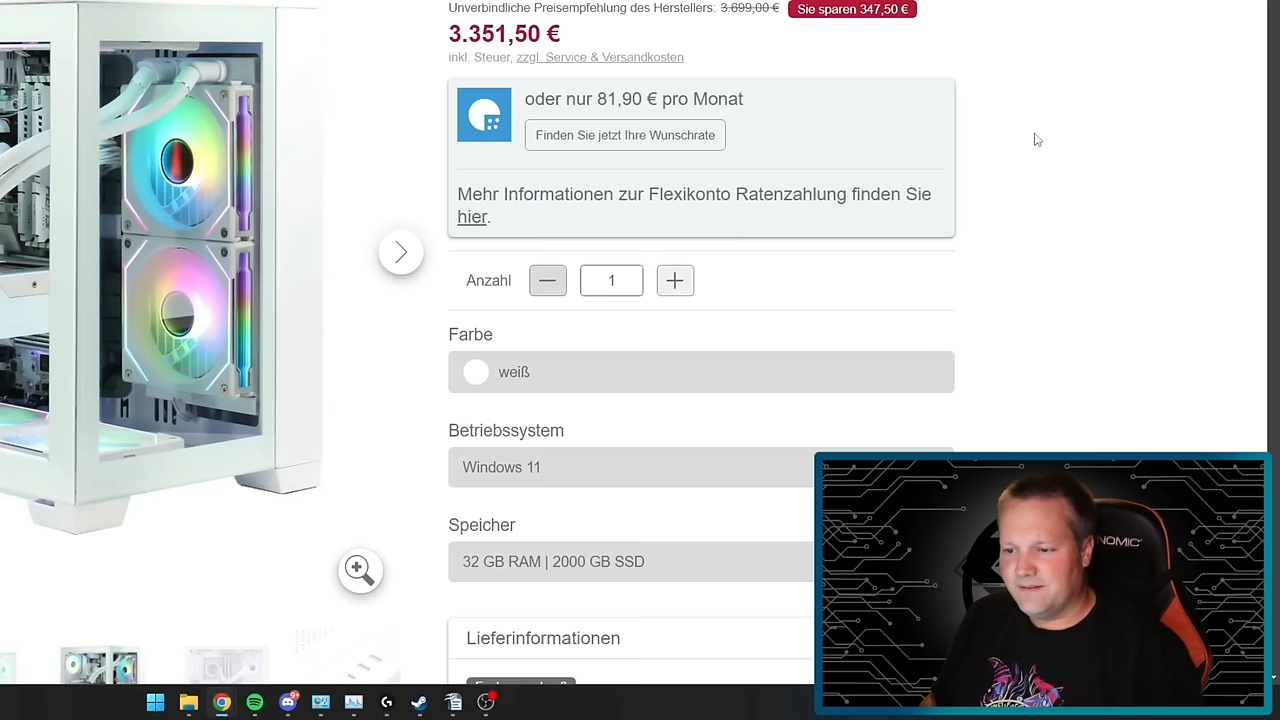 Unverbindliche Preisempfehlung des Herstellers: 3.699,00 € Sie sparen 347,50 €
3.351,50 €
inkl. Steuer, zzgl. Service & Versandkosten
oder nur 81,90 € pro Monat
Finden Sie jetzt Ihre Wunschrate
Mehr Informationen zur Flexikonto Ratenzahlung finden Sie
hier.
Anzahl 1
Farbe
weiß
Betriebssystem
Windows 11
Speicher
32 GB RAM | 2000 GB SSD
Lieferinformationen